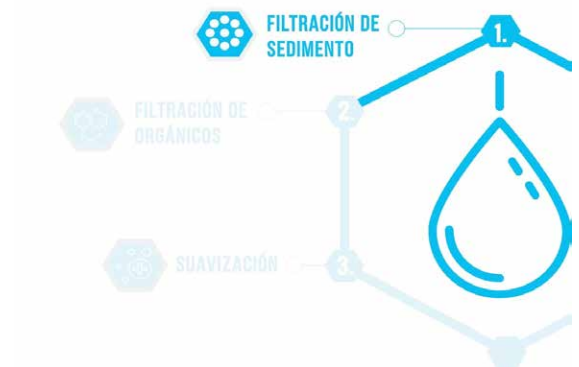 FILTRACIÓN DE
SEDIMENTO
1.
FILTRACIÓN DE
ORGÁNICOS
2.
SUAVIZACIÓN
3.